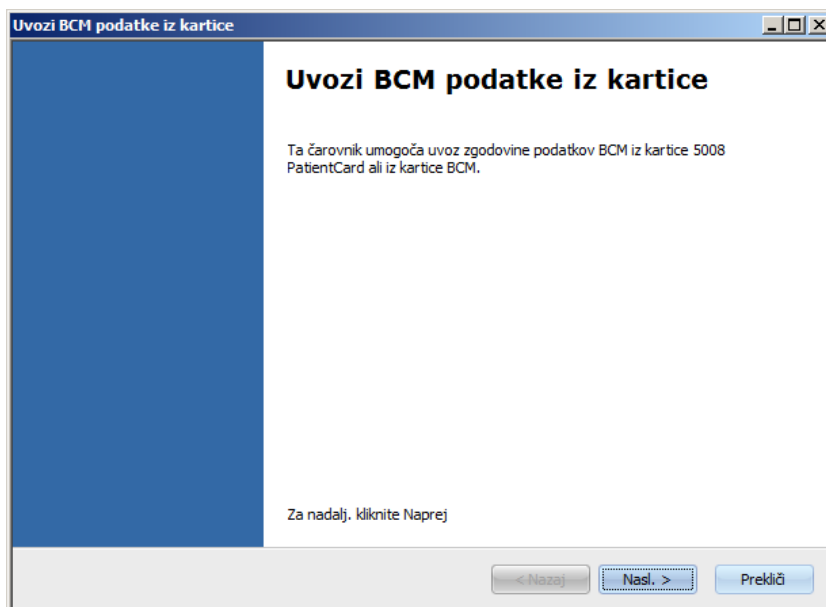 Uvozi BCM podatke iz kartice
Uvozi BCM podatke iz kartice
Ta čarovnik umogoča uvoz zgodovine podatkov BCM iz kartice 5008
PatientCard ali iz kartice BCM.
Za nadalj. kliknite Naprej
< Nazaj Nasl. > Prekliči